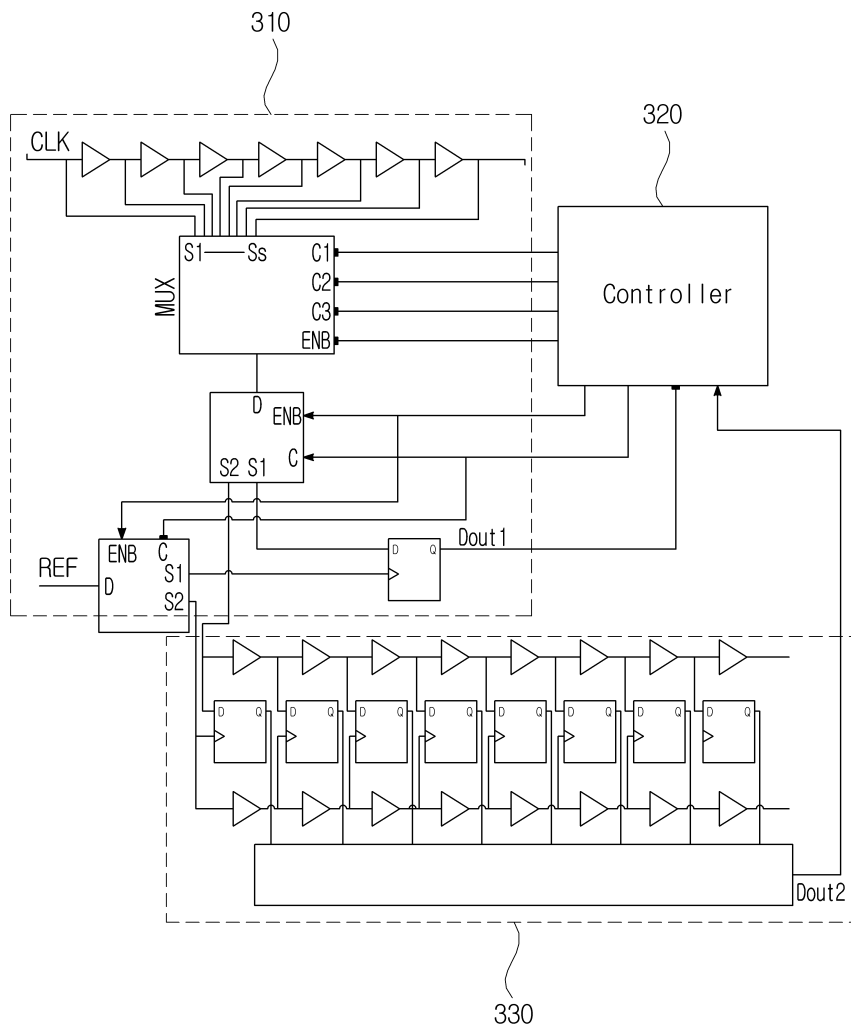 310
CLK
320
S1 Ss
C1
C2
C3
ENB
MUX
Controller
D
ENB
C
S2 S1
REF
ENB C
D
S1
S2
D Q
Dout1
D Q D Q D Q D Q D Q D Q D Q D Q
Dout2
330